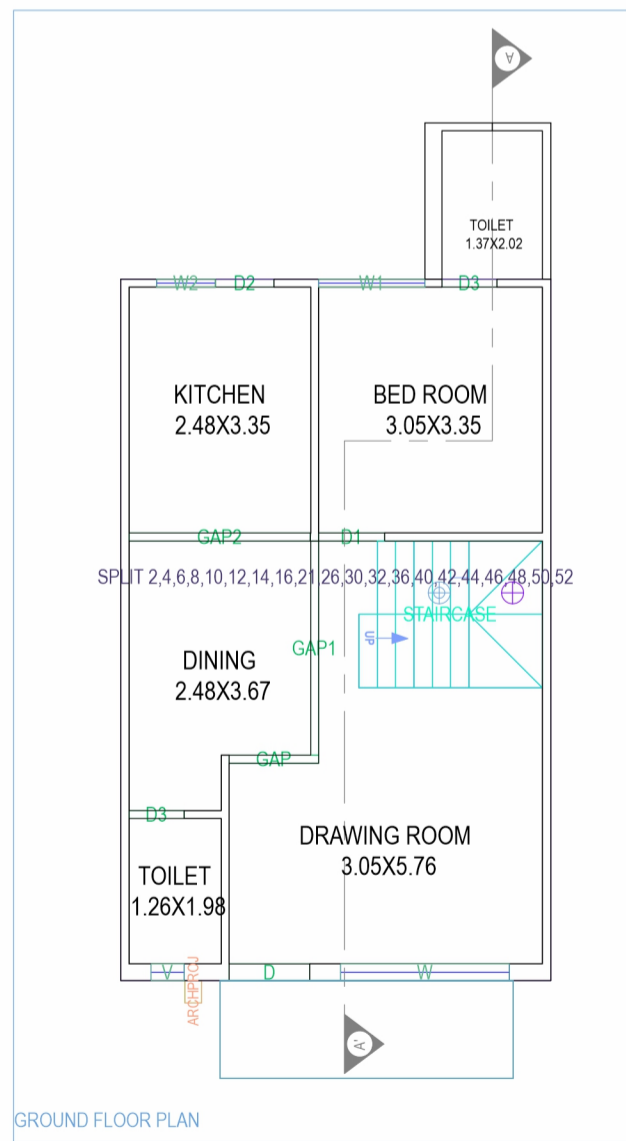 A
TOILET
1.37X2.02
W2
D2
W1
D3
KITCHEN
2.48X3.35
BED ROOM
3.05X3.35
GAP2
D1
SPLIT 2,4,6,8,10,12,14,16,21,26,30,32,36,40,42,44,46,48,50,52
STAIRCASE
UP
GAP1
DINING
2.48X3.67
GAP
D3
DRAWING ROOM
3.05X5.76
TOILET
1.26X1.98
V
D
W
ARCHPROJ
A'
GROUND FLOOR PLAN